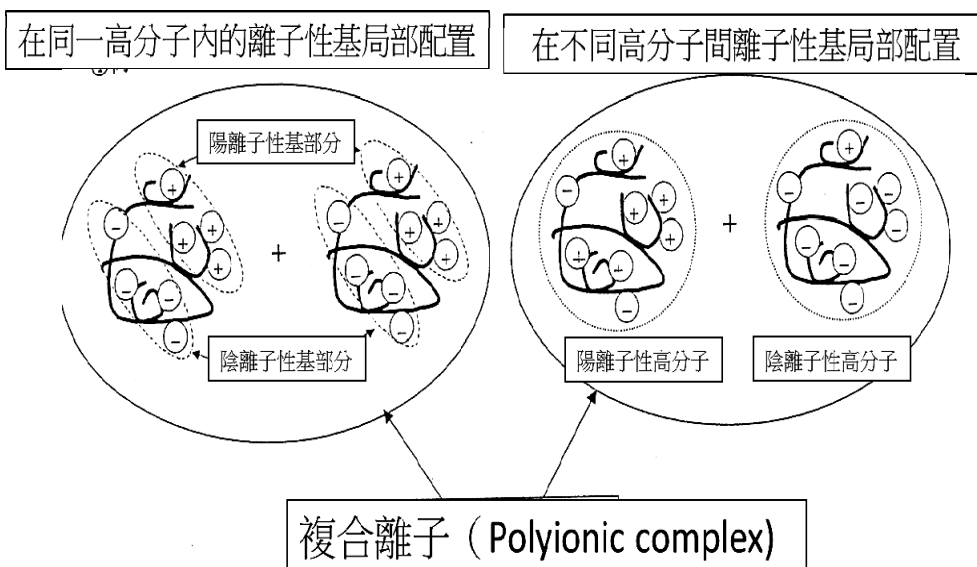 在同一高分子內的離子性基局部配置
在不同高分子間離子性基局部配置
陽離子性基部分
+
+
陰離子性基部分
陽離子性高分子
陰離子性高分子
複合離子（Polyionic complex)